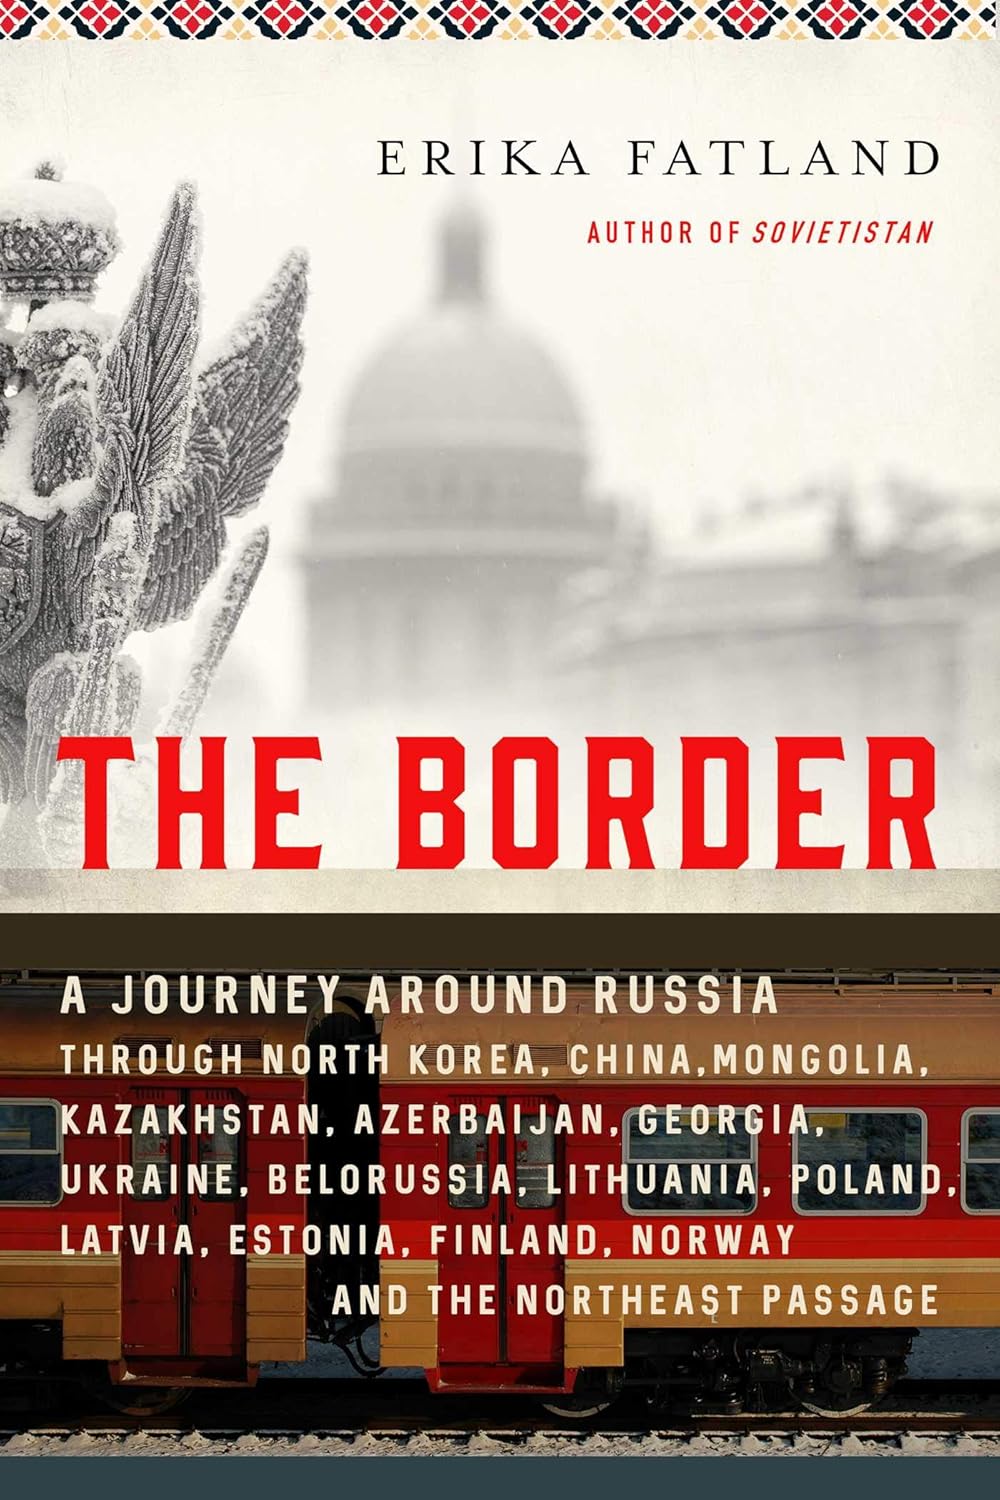 ERIKA FATLAND
AUTHOR OF SOVIETISTAN
THE BORDER
A JOURNEY AROUND RUSSIA
THROUGH NORTH KOREA, CHINA,MONGOLIA,
KAZAKHSTAN, AZERBAIJAN, GEORGIA,
UKRAINE, BELORUSSIA, LITHUANIA, POLAND,
LATVIA, ESTONIA, FINLAND, NORWAY
AND THE NORTHEAST PASSAGE